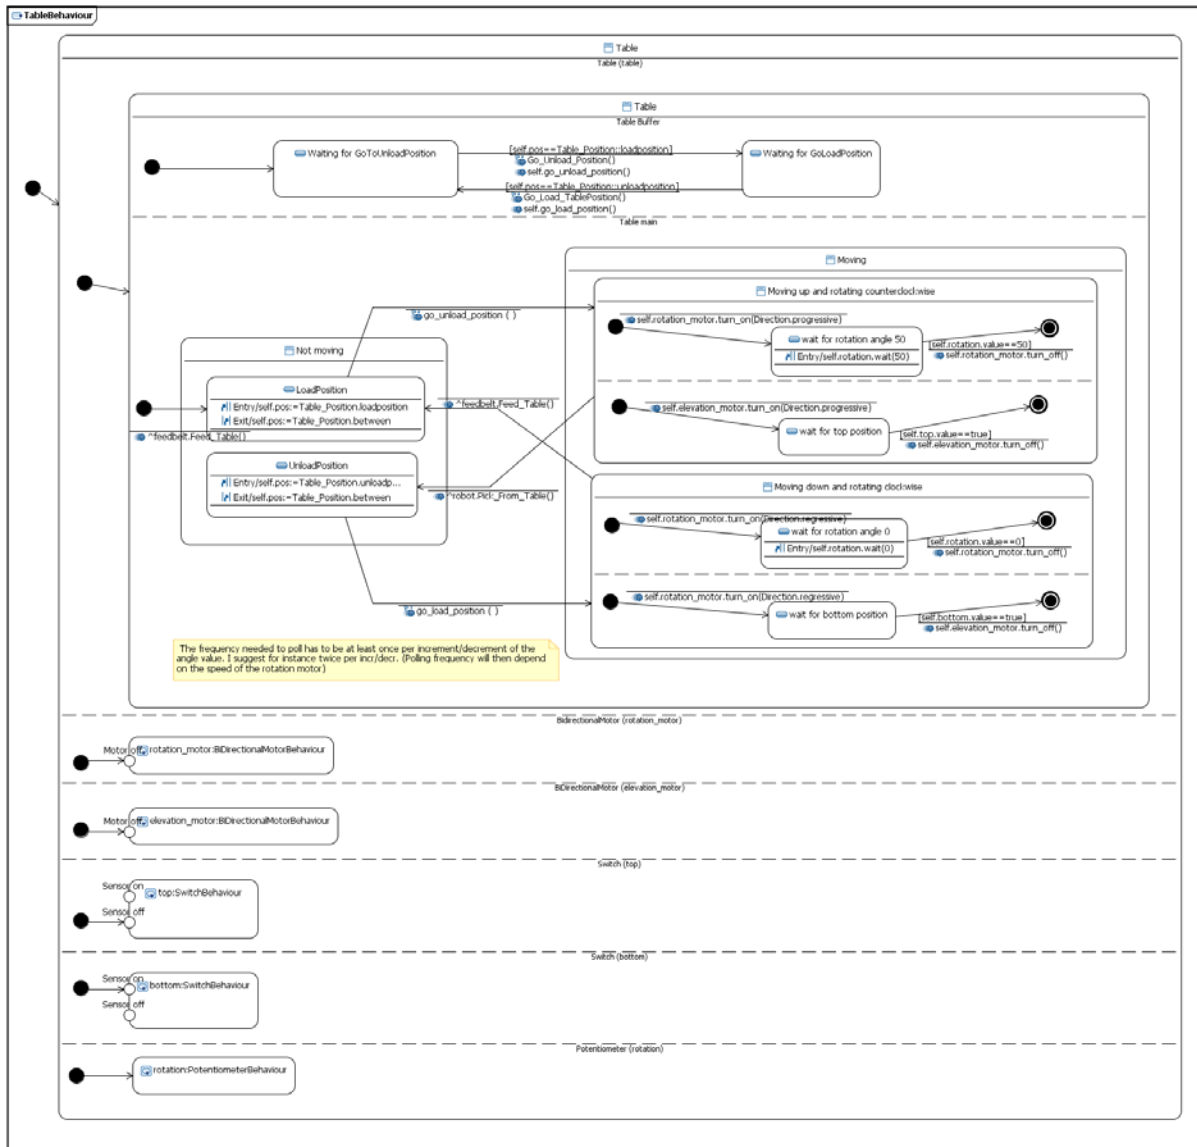 TableBehaviour
Table
Table (table)
Table
Table Buffer
Waiting for GoToUnloadPosition
[self.pos==Table_Position::loadposition]
Go_Unload_Position()
self.go_unload_position()
Waiting for GoLoadPosition
[self.pos==Table_Position::unloadposition]
Go_Load_TablePosition()
self.go_load_position()
Table main
Moving
Moving up and rotating counterclock:wise
self.rotation_motor.turn_on(Direction.progressive)
wait for rotation angle 50
Entry/self.rotation.wait(50)
[self.rotation.value==50]
self.rotation_motor.turn_off()
go_unload_position ( )
Not moving
LoadPosition
Entry/self.pos:=Table_Position.loadposition
Exit/self.pos:=Table_Position.between
^feedbelt.Feed_Table()
^feedbelt.Feed_Table()
self.elevation_motor.turn_on(Direction.progressive)
wait for top position
[self.top.value==true]
self.elevation_motor.turn_off()
UnloadPosition
Entry/self.pos:=Table_Position.unloadp...
Exit/self.pos:=Table_Position.between
^robot.Pick:_From_Table()
Moving down and rotating clock:wise
self.rotation_motor.turn_on(Direction.regressive)
wait for rotation angle 0
Entry/self.rotation.wait(0)
[self.rotation.value==0]
self.rotation_motor.turn_off()
self.rotation_motor.turn_on(Direction.regressive)
wait for bottom position
[self.bottom.value==true]
self.elevation_motor.turn_off()
go_load_position ( )
The frequency needed to poll has to be at least once per increment/decrement of the
angle value. I suggest for instance twice per incr/decr. (Polling frequency will then depend
on the speed of the rotation motor)
BidirectionalMotor (rotation_motor)
Motor off
rotation_motor:BiDirectionalMotorBehaviour
BiDirectionalMotor (elevation_motor)
Motor off
elevation_motor:BiDirectionalMotorBehaviour
Switch (top)
Sensor on
top:SwitchBehaviour
Sensor off
Switch (bottom)
Sensor on
bottom:SwitchBehaviour
Sensor off
Potentiometer (rotation)
rotation:PotentiometerBehaviour